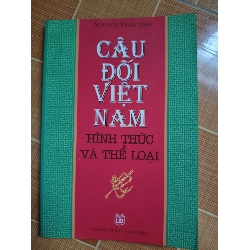 CÂU
ĐỐI VIỆT
NAM
HÌNH THỨC
VÀ THỂ LOẠI